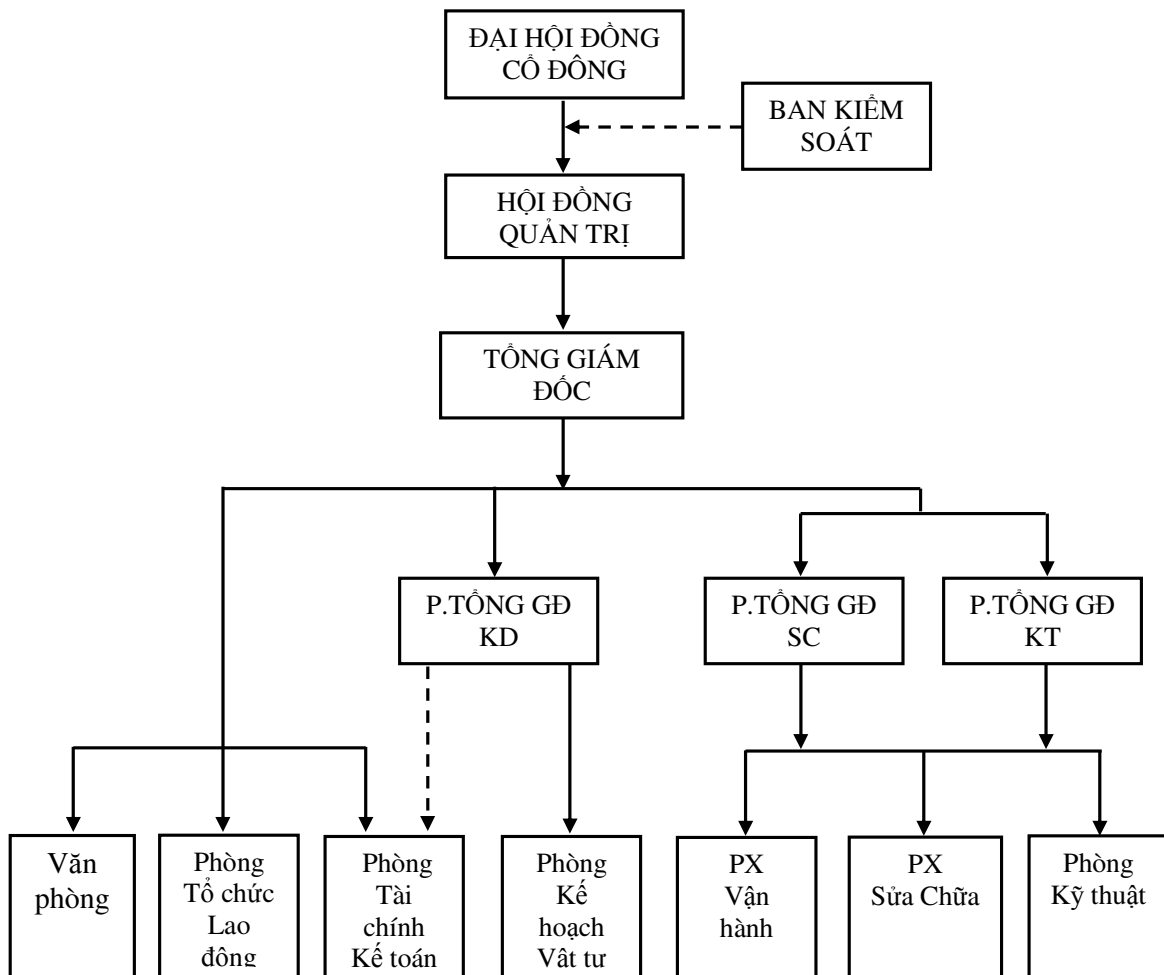 ĐẠI HỘI ĐỒNG
CỔ ĐÔNG
BAN KIỂM
SOÁT
HỘI ĐỒNG
QUẢN TRỊ
TỔNG GIÁM
ĐỐC
P.TỔNG GĐ
KD
P.TỔNG GĐ
SC
P.TỔNG GĐ
KT
Văn
phòng
Phòng
Tổ chức
Lao
động
Phòng
Tài
chính
Kế toán
Phòng
Kế
hoạch
Vật tư
PX
Vận
hành
PX
Sửa Chữa
Phòng
Kỹ thuật